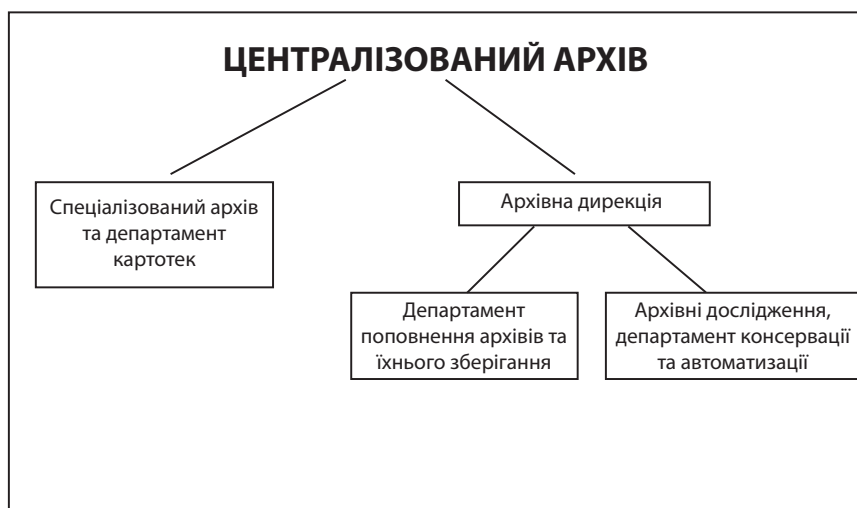 ЦЕНТРАЛІЗОВАНИЙ АРХІВ
Спеціалізований архів
та департамент
картотек
Архівна дирекція
Департамент
поповнення архівів та
їхнього зберігання
Архівні дослідження,
департамент консервації
та автоматизації